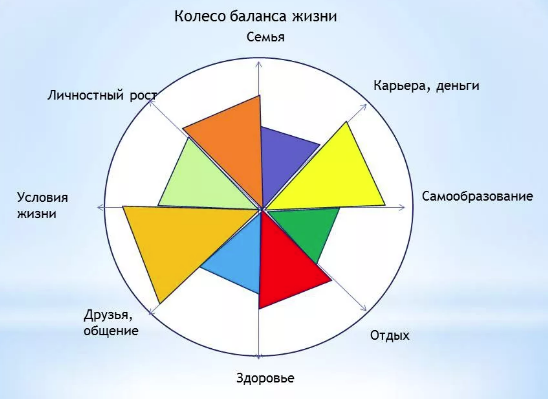 Колесо баланса жизни
Семья
Карьера, деньги
Личностный рост
Самообразование
Условия
жизни
Друзья,
общение
Отдых
Здоровье